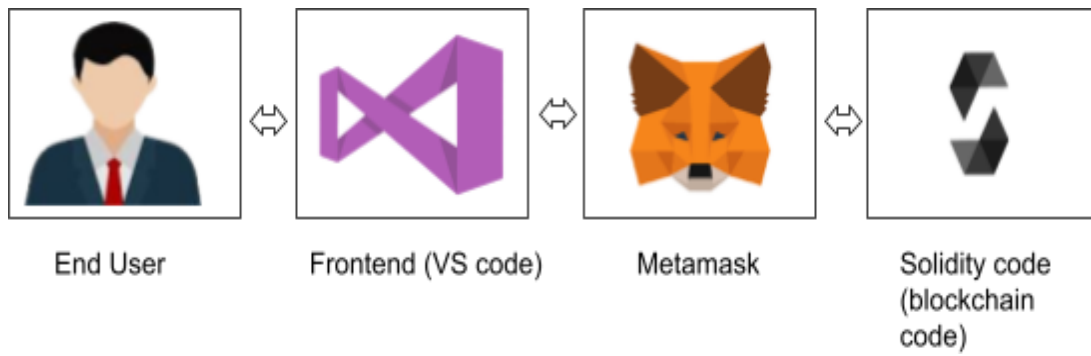 End User
Frontend (VS code)
Metamask
Solidity code
(blockchain
code)